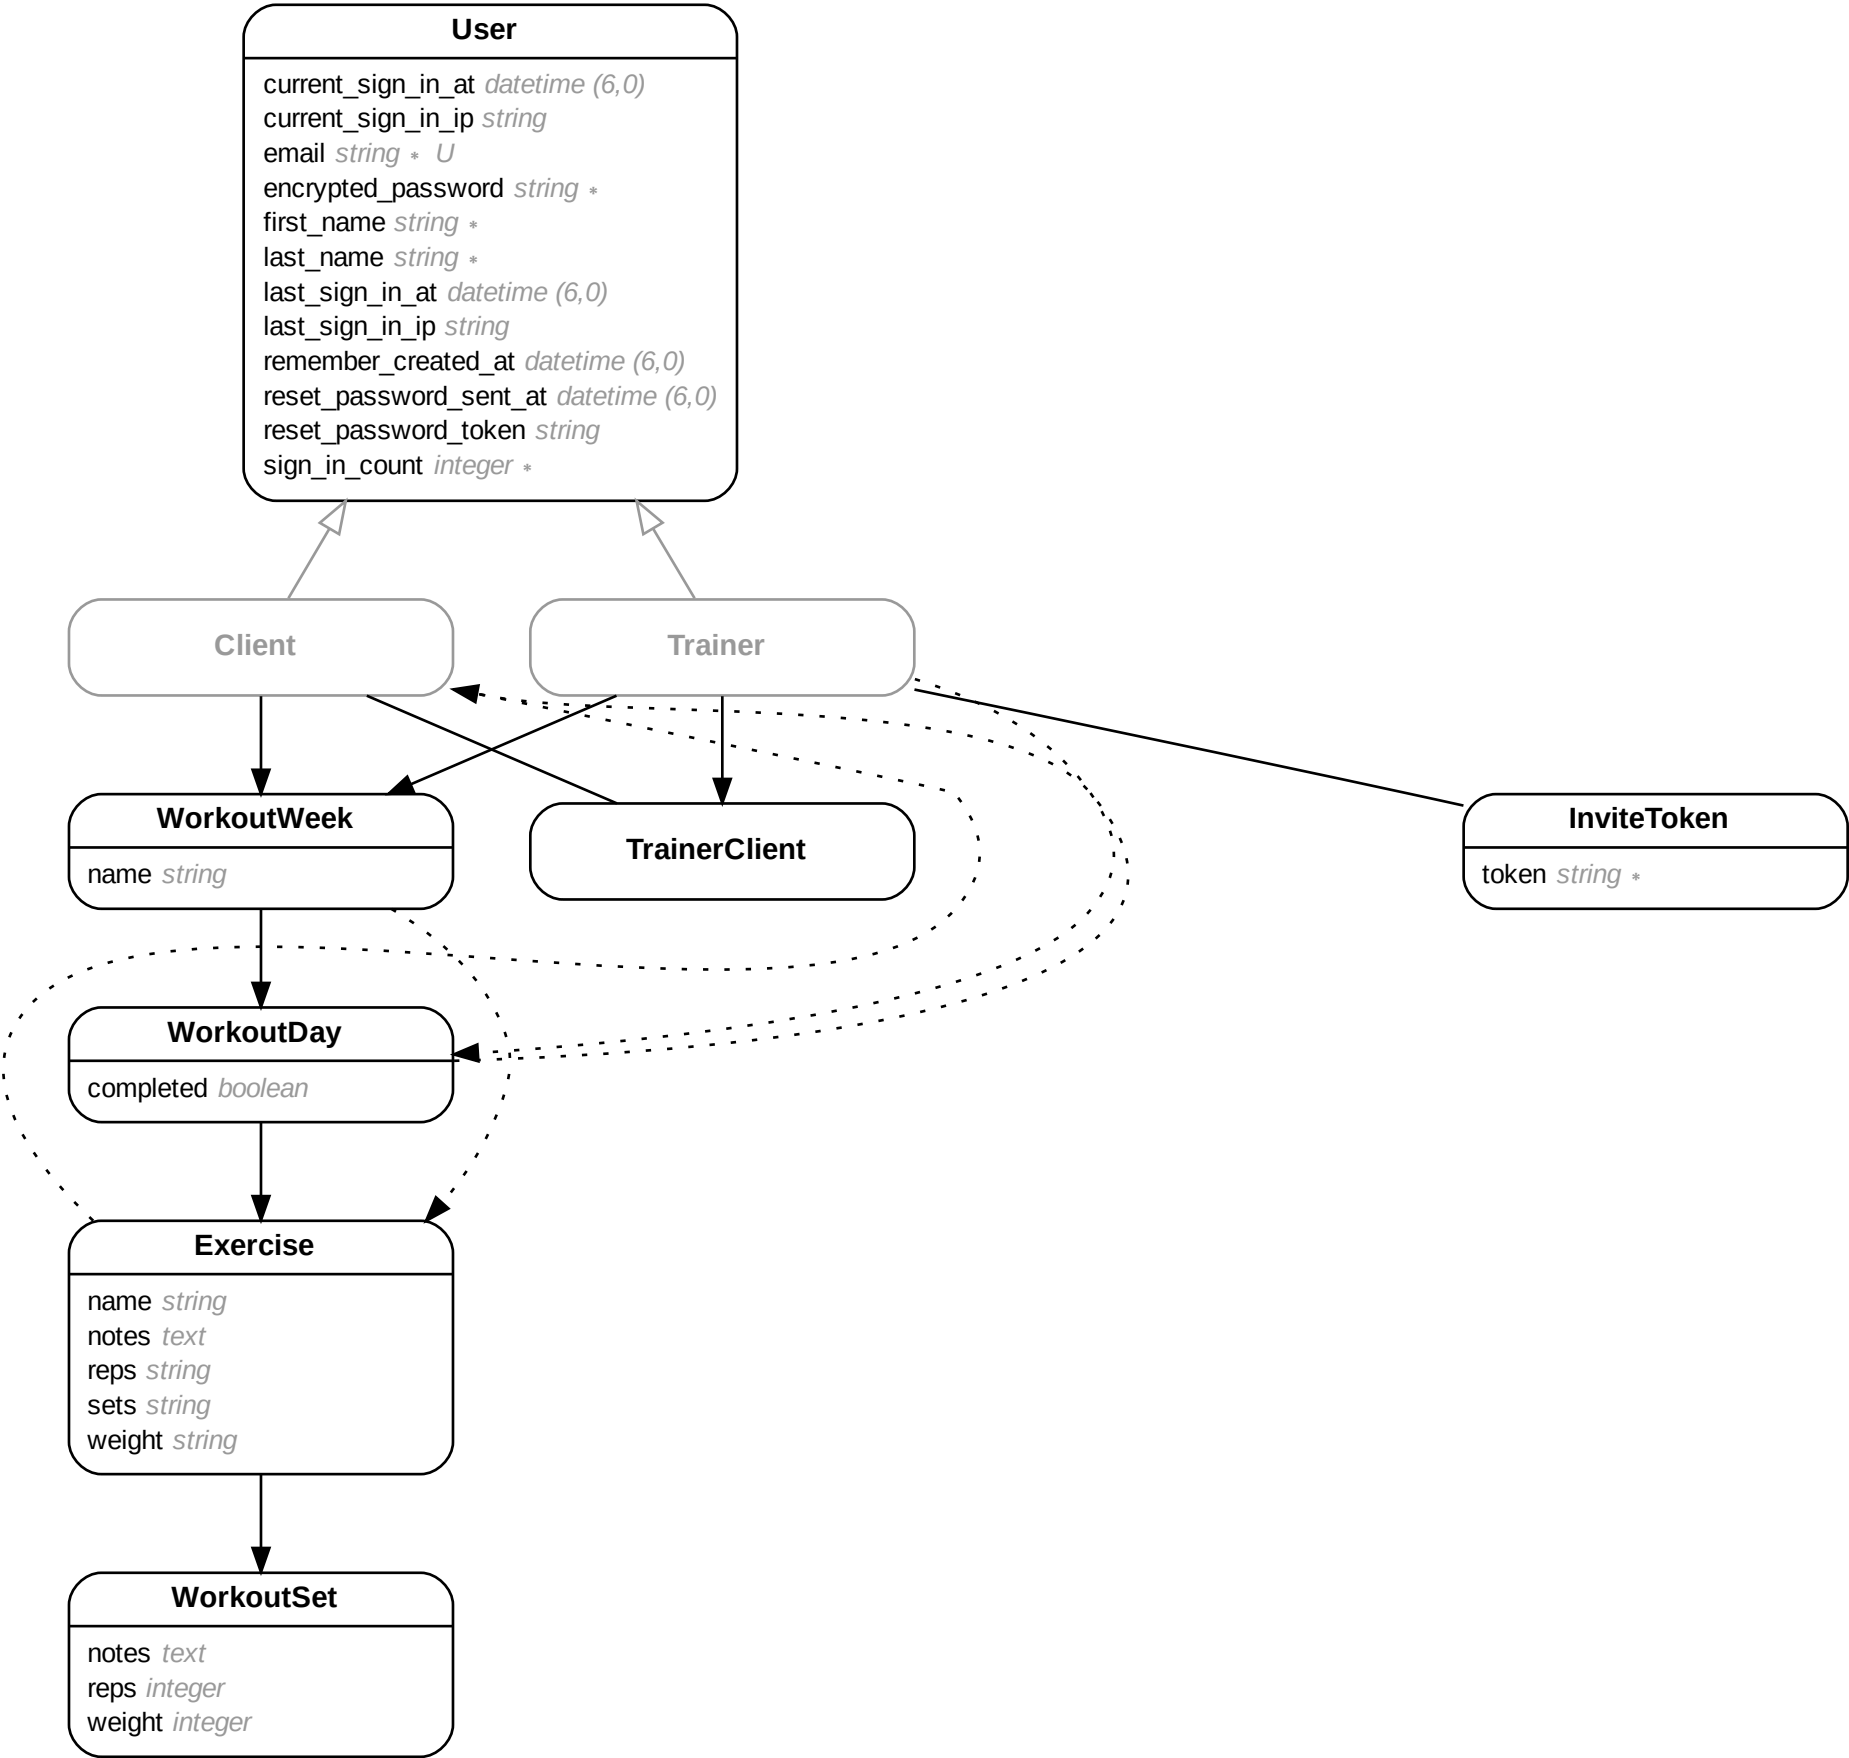 User
current_sign_in_at datetime (6,0)
current_sign_in_ip string
email string * U
encrypted_password string *
first_name string *
last_name string *
last_sign_in_at datetime (6,0)
last_sign_in_ip string
remember_created_at datetime (6,0)
reset_password_sent_at datetime (6,0)
reset_password_token string
sign_in_count integer *
Client
Trainer
WorkoutWeek
name string
TrainerClient
InviteToken
token string *
WorkoutDay
completed boolean
Exercise
name string
notes text
reps string
sets string
weight string
WorkoutSet
notes text
reps integer
weight integer